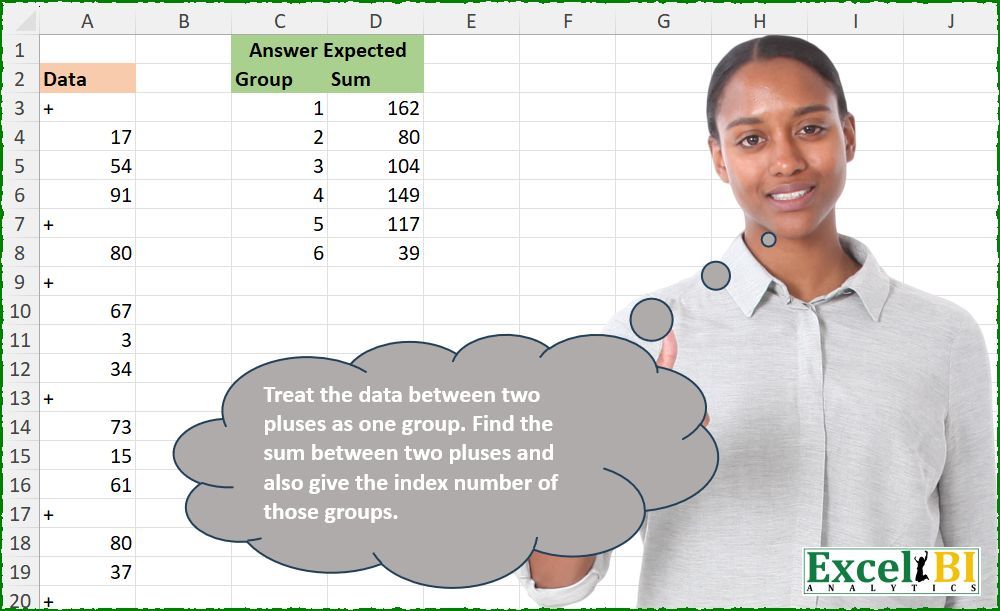 A B C D E F G H I J
1 Answer Expected
2 Data Group Sum
3 + 1 162
4 17 2 80
5 54 3 104
6 91 4 149
7 + 5 117
8 80 6 39
9 +
10 67
11 3
12 34
13 +
14 73
15 15
16 61
17 +
18 80
19 37
20 +
Treat the data between two
pluses as one group. Find the
sum between two pluses and
also give the index number of
those groups.
Excel BI
ANALYTICS